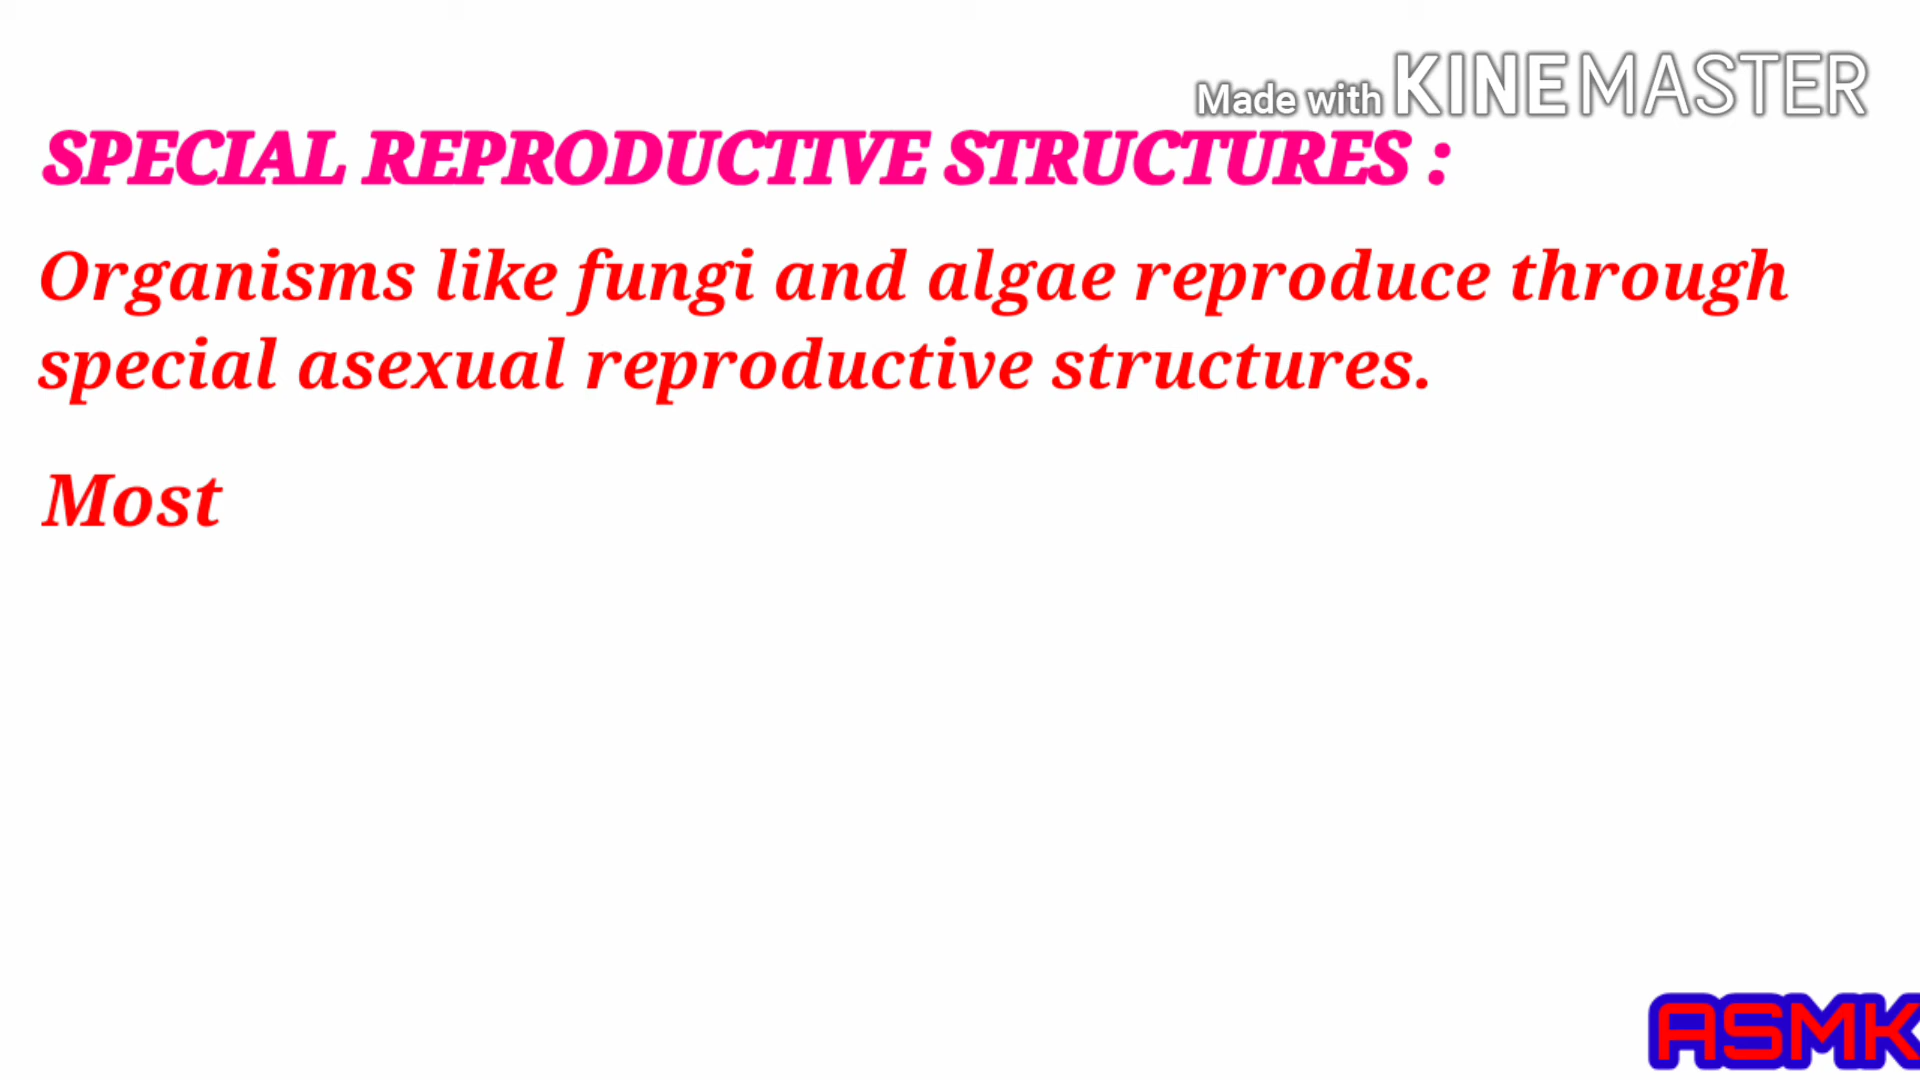 Made with KINEMASTER
SPECIAL REPRODUCTIVE STRUCTURES :
Organisms like fungi and algae reproduce through
special asexual reproductive structures.
Most
ASMK